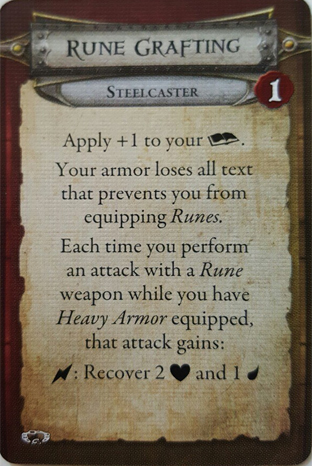 RUNE GRAFTING
STEELCASTER
1
Apply +1 to your .
Your armor loses all text
that prevents you from
equipping Runes.
Each time you perform
an attack with a Rune
weapon while you have
Heavy Armor equipped,
that attack gains:
: Recover 2 and 1